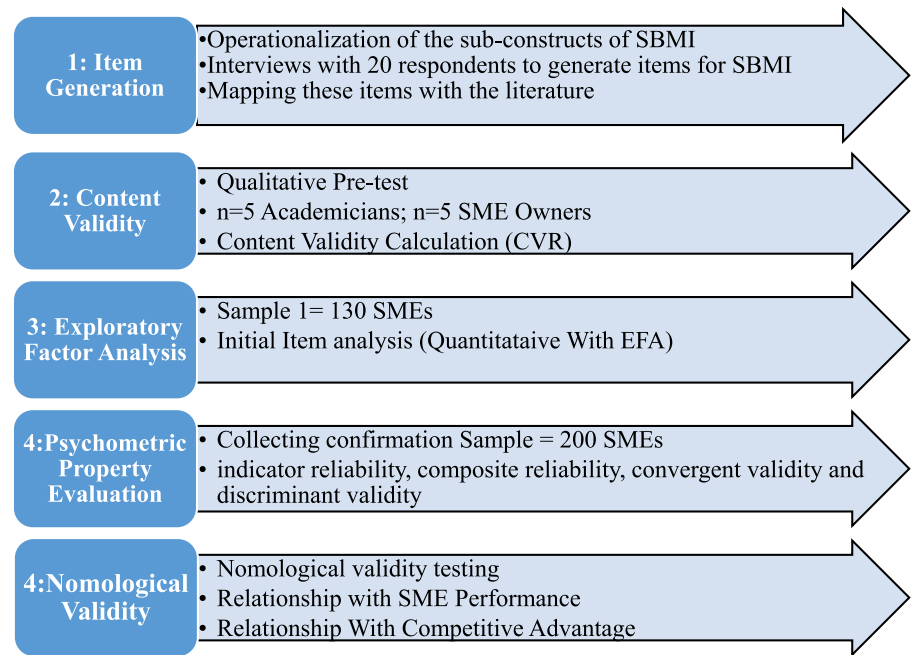 1: Item
Generation
•Operationalization of the sub-constructs of SBMI
•Interviews with 20 respondents to generate items for SBMI
•Mapping these items with the literature
2: Content
Validity
• Qualitative Pre-test
• n=5 Academicians; n=5 SME Owners
• Content Validity Calculation (CVR)
3: Exploratory
Factor Analysis
• Sample 1= 130 SMEs
• Initial Item analysis (Quantitataive With EFA)
4:Psychometric
Property
Evaluation
• Collecting confirmation Sample = 200 SMEs
• indicator reliability, composite reliability, convergent validity and
discriminant validity
4:Nomological
Validity
• Nomological validity testing
• Relationship with SME Performance
• Relationship With Competitive Advantage